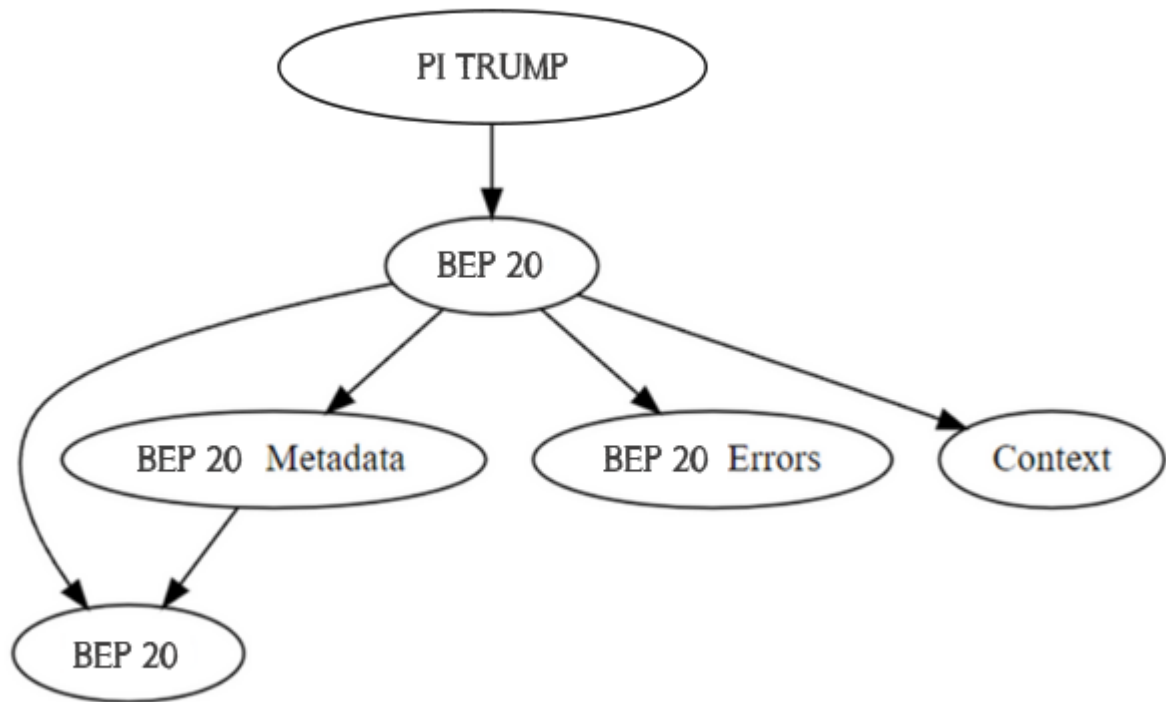 PI TRUMP
BEP 20
BEP 20 Metadata
BEP 20 Errors
Context
BEP 20